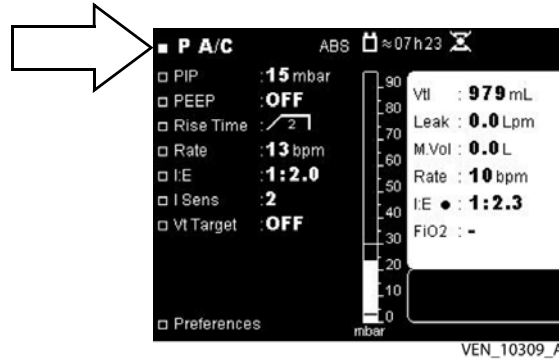 P A/C ABS ≈07h23
PIP :15 mbar
PEEP :OFF
Rise Time : 2
Rate :13 bpm
I:E :1:2.0
I Sens :2
Vt Target :OFF
Preferences
90
80
70
60
50
40
30
20
10
0
mbar
VtI : 979 mL
Leak : 0.0 Lpm
M.Vol : 0.0 L
Rate : 10 bpm
I:E ● : 1:2.3
FiO2 : -
VEN_10309_A